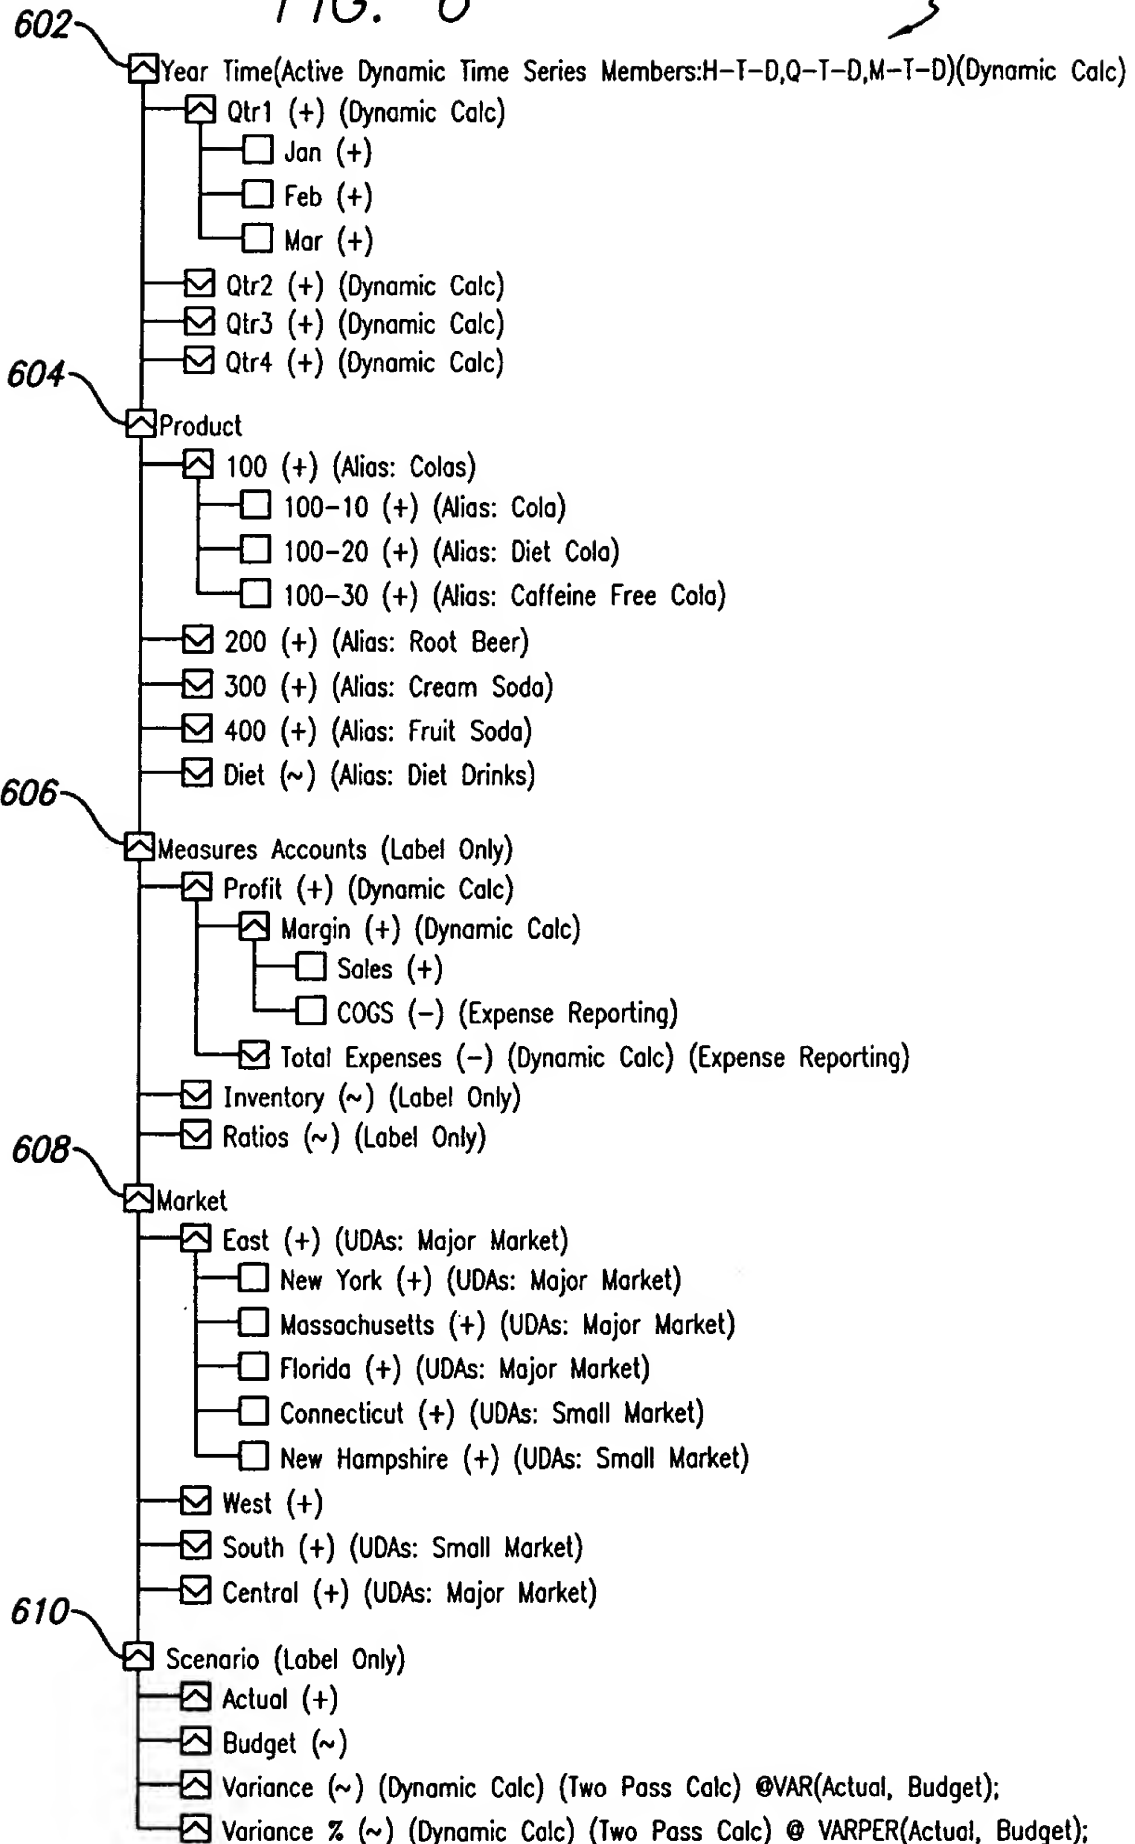 FIG. 6
602
Year Time(Active Dynamic Time Series Members:H-T-D,Q-T-D,M-T-D)(Dynamic Calc)
Qtr1 (+) (Dynamic Calc)
Jan (+)
Feb (+)
Mar (+)
Qtr2 (+) (Dynamic Calc)
Qtr3 (+) (Dynamic Calc)
Qtr4 (+) (Dynamic Calc)
604
Product
100 (+) (Alias: Colas)
100-10 (+) (Alias: Cola)
100-20 (+) (Alias: Diet Cola)
100-30 (+) (Alias: Caffeine Free Cola)
200 (+) (Alias: Root Beer)
300 (+) (Alias: Cream Soda)
400 (+) (Alias: Fruit Soda)
Diet (~) (Alias: Diet Drinks)
606
Measures Accounts (Label Only)
Profit (+) (Dynamic Calc)
Margin (+) (Dynamic Calc)
Sales (+)
COGS (-) (Expense Reporting)
Total Expenses (-) (Dynamic Calc) (Expense Reporting)
Inventory (~) (Label Only)
Ratios (~) (Label Only)
608
Market
East (+) (UDAs: Major Market)
New York (+) (UDAs: Major Market)
Massachusetts (+) (UDAs: Major Market)
Florida (+) (UDAs: Major Market)
Connecticut (+) (UDAs: Small Market)
New Hampshire (+) (UDAs: Small Market)
West (+)
South (+) (UDAs: Small Market)
Central (+) (UDAs: Major Market)
610
Scenario (Label Only)
Actual (+)
Budget (~)
Variance (~) (Dynamic Calc) (Two Pass Calc) @VAR(Actual, Budget);
Variance % (~) (Dynamic Calc) (Two Pass Calc) @ VARPER(Actual, Budget);